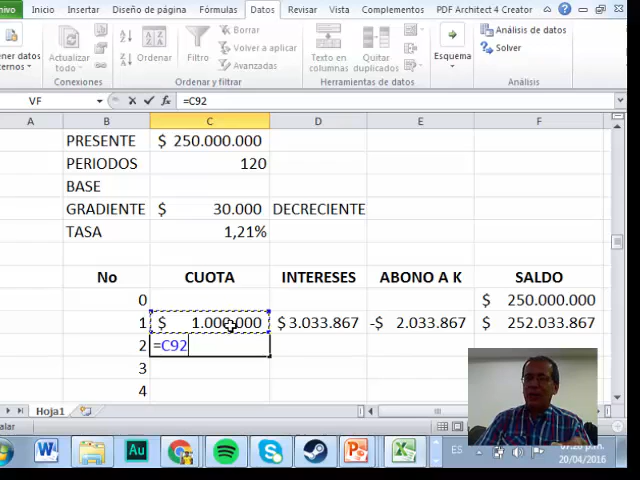 Archivo Inicio Insertar Diseño de página Fórmulas Datos Revisar Vista Complementos PDF Architect 4 Creator
Actualizar todo
Conexiones
Ordenar
Filtro
Borrar
Volver a aplicar
Avanzadas
Ordenar y filtrar
Texto en columnas
Quitar duplicados
Herramientas de datos
Esquema
Análisis de datos
Solver
Análisis
VF =C92
A B C D E F
PRESENTE $ 250.000.000
PERIODOS 120
BASE
GRADIENTE $ 30.000 DECRECIENTE
TASA 1,21%
No CUOTA INTERESES ABONO A K SALDO
0 $ 250.000.000
1 $ 1.000.000 $ 3.033.867 -$ 2.033.867 $ 252.033.867
2 =C92
3
4
Hoja1
ES
20/04/2016